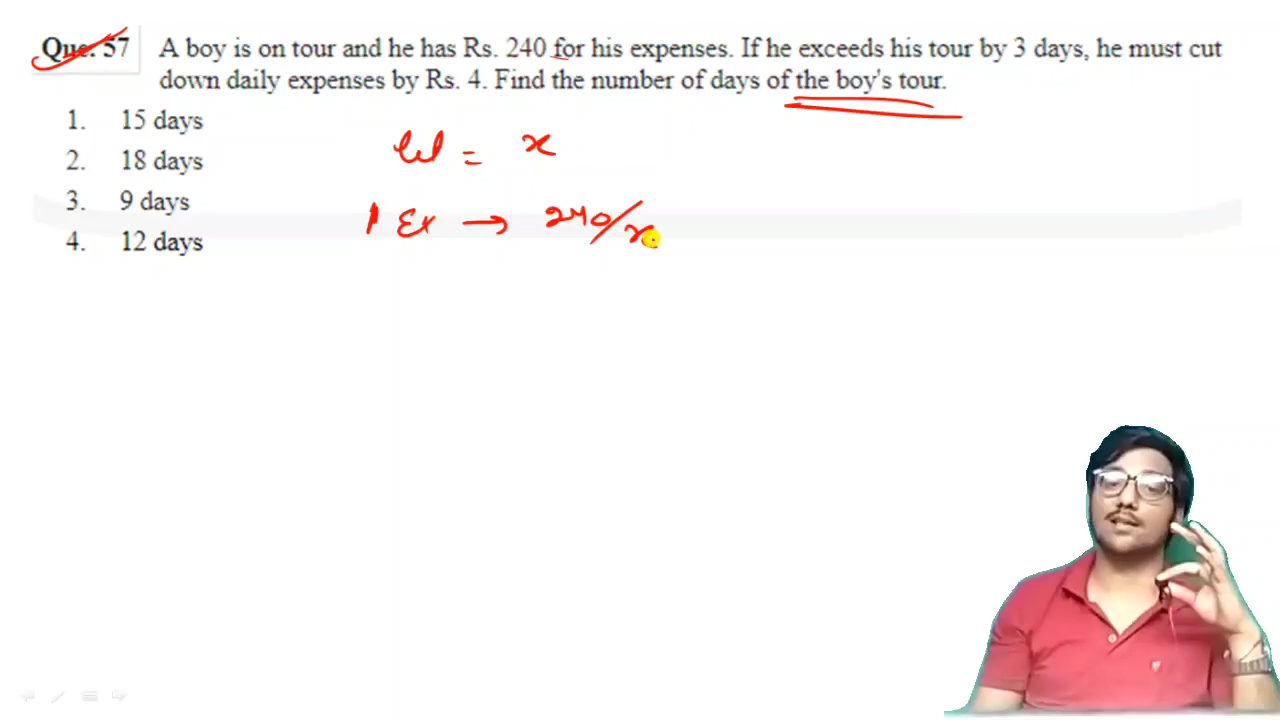 Que. 57
A boy is on tour and he has Rs. 240 for his expenses. If he exceeds his tour by 3 days, he must cut
down daily expenses by Rs. 4. Find the number of days of the boy's tour.
1. 15 days
2. 18 days
3. 9 days
4. 12 days
let = x
1 Ex → 240/x